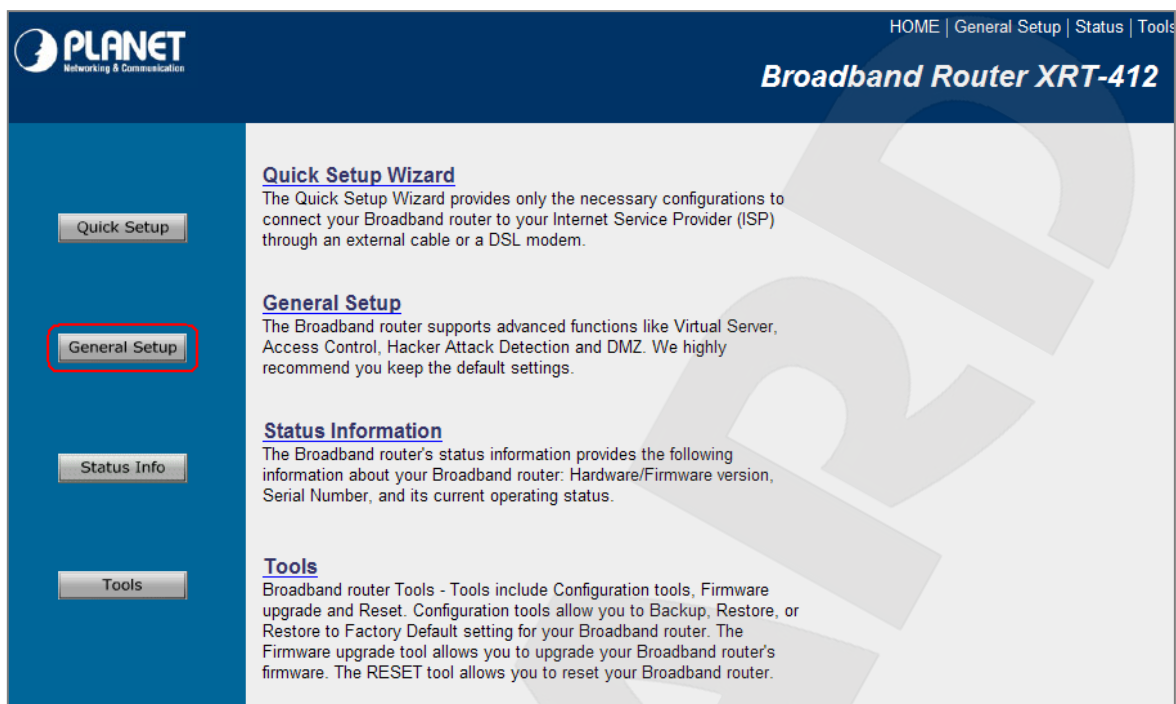 PLANET
Networking & Communication
HOME | General Setup | Status | Tools
Broadband Router XRT-412
Quick Setup
Quick Setup Wizard
The Quick Setup Wizard provides only the necessary configurations to
connect your Broadband router to your Internet Service Provider (ISP)
through an external cable or a DSL modem.
General Setup
General Setup
The Broadband router supports advanced functions like Virtual Server,
Access Control, Hacker Attack Detection and DMZ. We highly
recommend you keep the default settings.
Status Info
Status Information
The Broadband router's status information provides the following
information about your Broadband router: Hardware/Firmware version,
Serial Number, and its current operating status.
Tools
Tools
Broadband router Tools - Tools include Configuration tools, Firmware
upgrade and Reset. Configuration tools allow you to Backup, Restore, or
Restore to Factory Default setting for your Broadband router. The
Firmware upgrade tool allows you to upgrade your Broadband router's
firmware. The RESET tool allows you to reset your Broadband router.
ARD